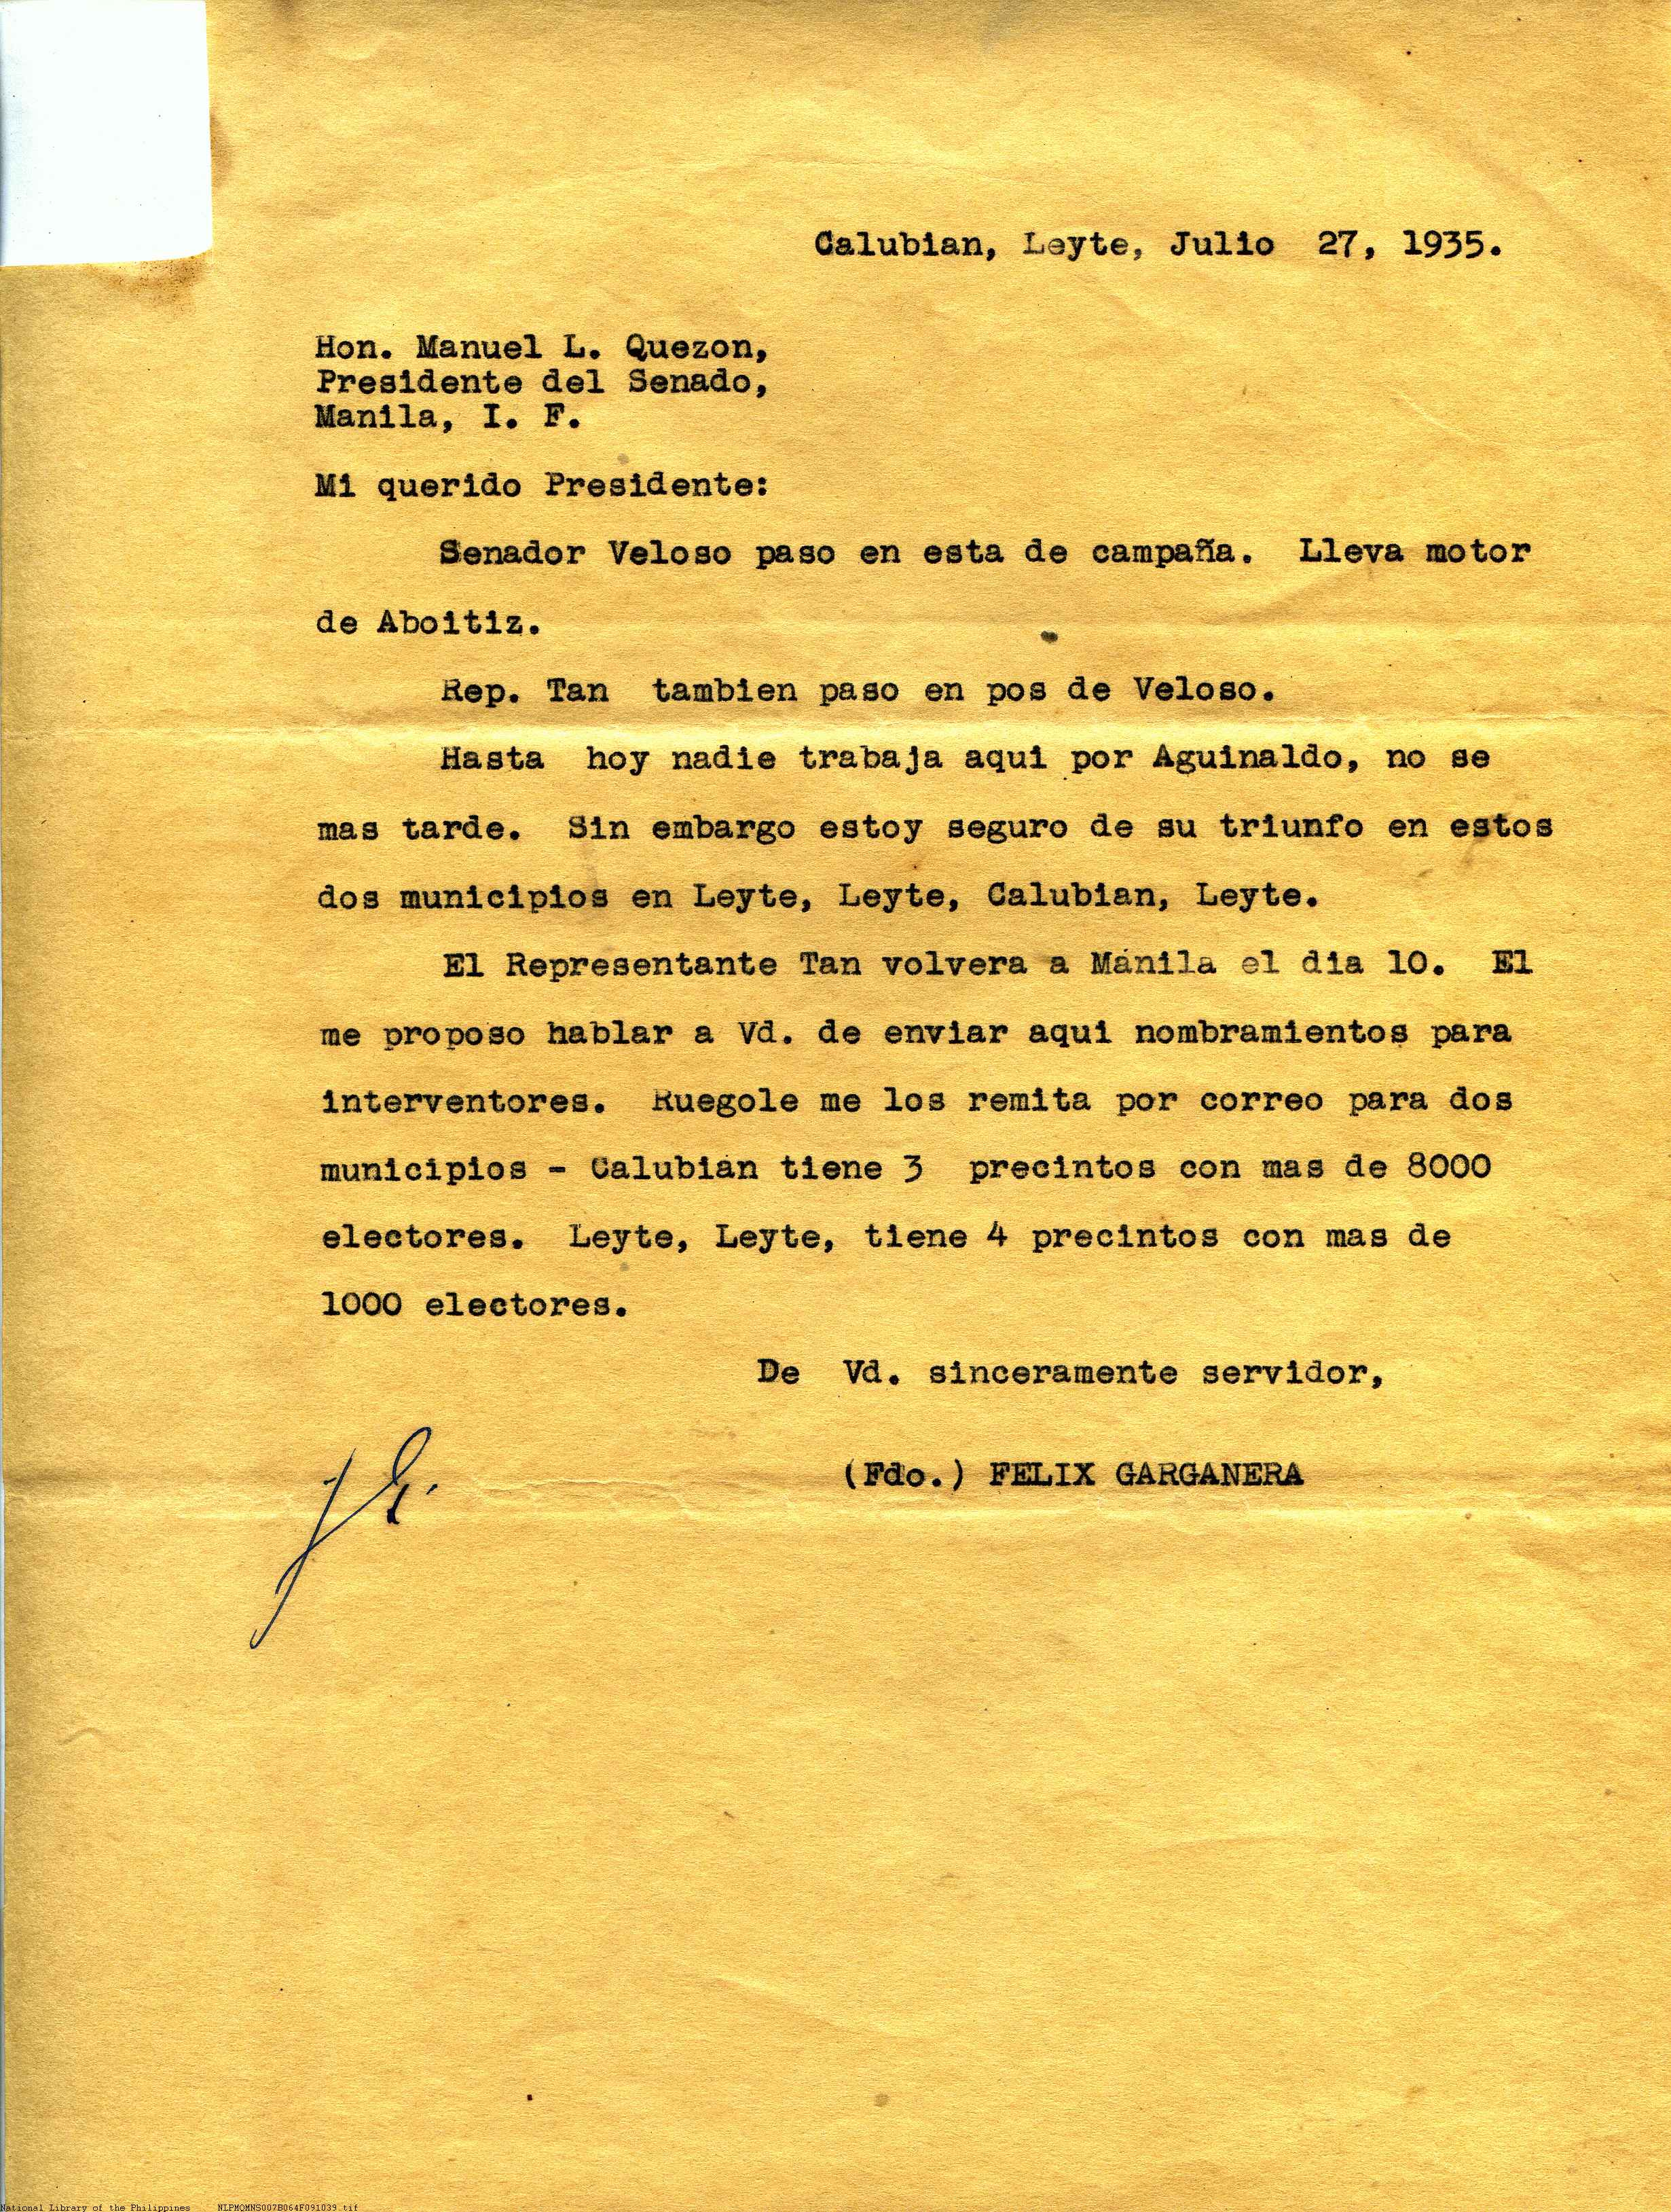 Calubian, Leyte, Julio 27, 1935.
Hon. Manuel L. Quezon,
Presidente del Senado,
Manila, I. F.
Mi querido Presidente:
Senador Veloso paso en esta de campaña. Lleva motor
de Aboitiz.
Rep. Tan tambien paso en pos de Veloso.
Hasta hoy nadie trabaja aqui por Aguinaldo, no se
mas tarde. Sin embargo estoy seguro de su triunfo en estos
dos municipios en Leyte, Leyte, Calubian, Leyte.
El Representante Tan volvera a Manila el dia 10. El
me proposo hablar a Vd. de enviar aqui nombramientos para
interventores. Ruegole me los remita por correo para dos
municipios - Calubian tiene 3 precintos con mas de 8000
electores. Leyte, Leyte, tiene 4 precintos con mas de
1000 electores.
De Vd. sinceramente servidor,
(Fdo.) FELIX GARGANERA
National Library of the Philippines NLPMQMNS007B064F091039.tif